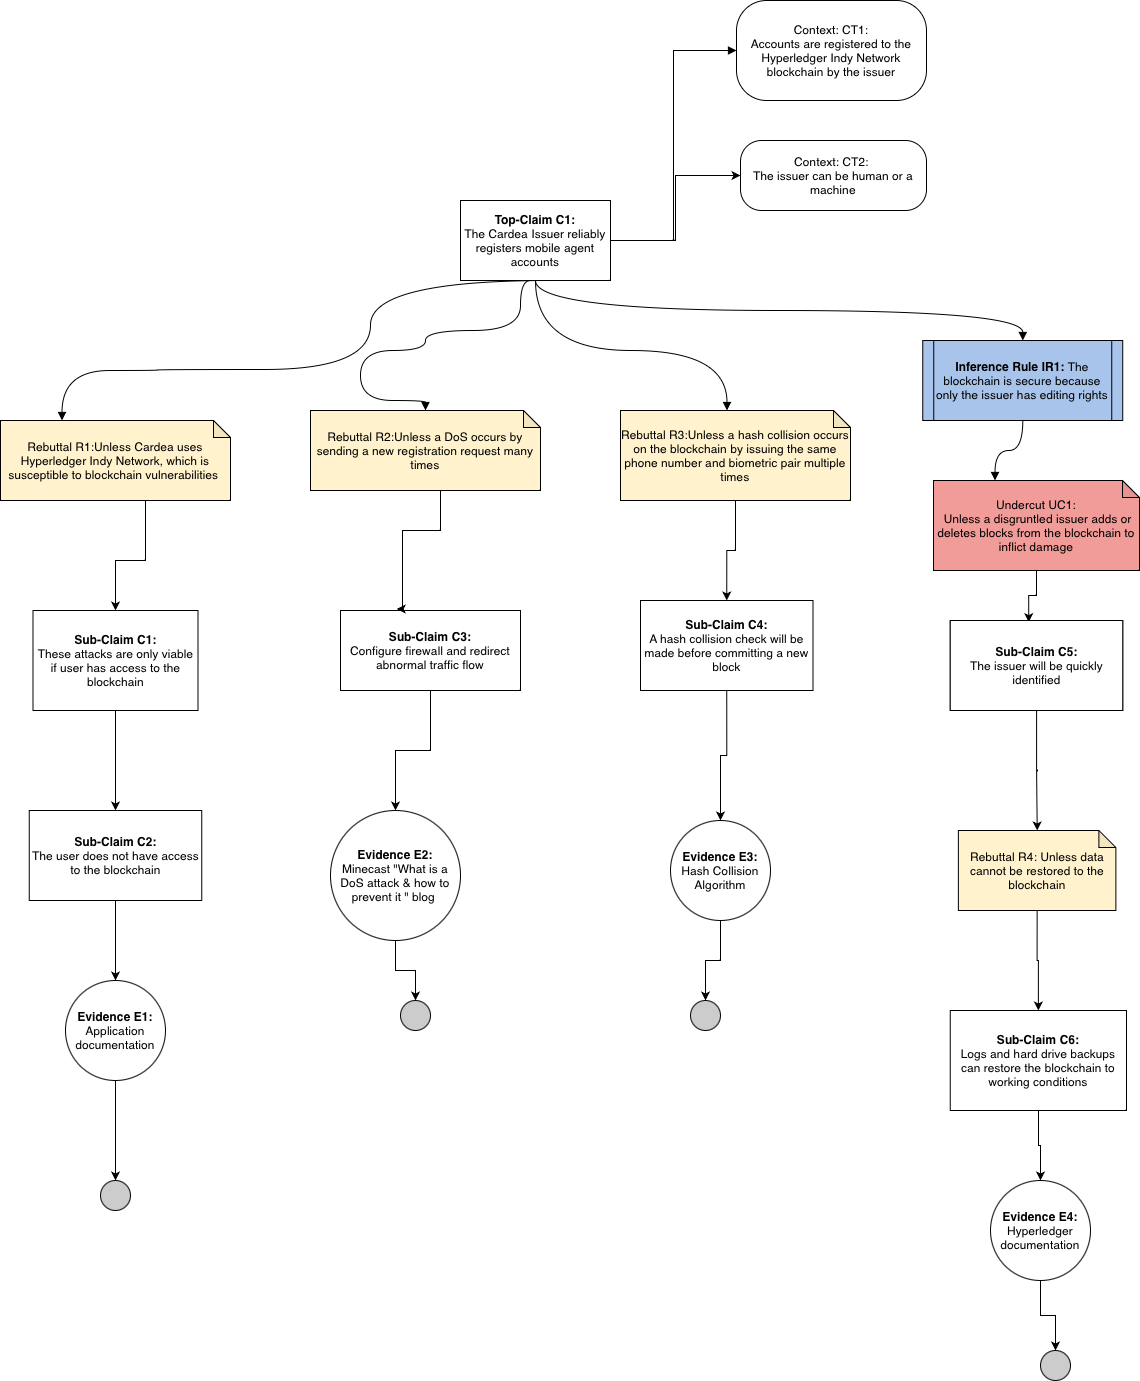 Context: CT1:
Accounts are registered to the
Hyperledger Indy Network
blockchain by the issuer
Context: CT2:
The issuer can be human or a
machine
Top-Claim C1:
The Cardea Issuer reliably
registers mobile agent
accounts
Inference Rule IR1: The
blockchain is secure because
only the issuer has editing rights
Rebuttal R1:Unless Cardea uses
Hyperledger Indy Network, which is
susceptible to blockchain vulnerabilities
Rebuttal R2:Unless a DoS occurs by
sending a new registration request many
times
Rebuttal R3:Unless a hash collision occurs
on the blockchain by issuing the same
phone number and biometric pair multiple
times
Undercut UC1:
Unless a disgruntled issuer adds or
deletes blocks from the blockchain to
inflict damage
Sub-Claim C1:
These attacks are only viable
if user has access to the
blockchain
Sub-Claim C3:
Configure firewall and redirect
abnormal traffic flow
Sub-Claim C4:
A hash collision check will be
made before committing a new
block
Sub-Claim C5:
The issuer will be quickly
identified
Sub-Claim C2:
The user does not have access
to the blockchain
Evidence E2:
Minecast "What is a
DoS attack & how to
prevent it " blog
Evidence E3:
Hash Collision
Algorithm
Rebuttal R4: Unless data
cannot be restored to the
blockchain
Evidence E1:
Application
documentation
Sub-Claim C6:
Logs and hard drive backups
can restore the blockchain to
working conditions
Evidence E4:
Hyperledger
documentation